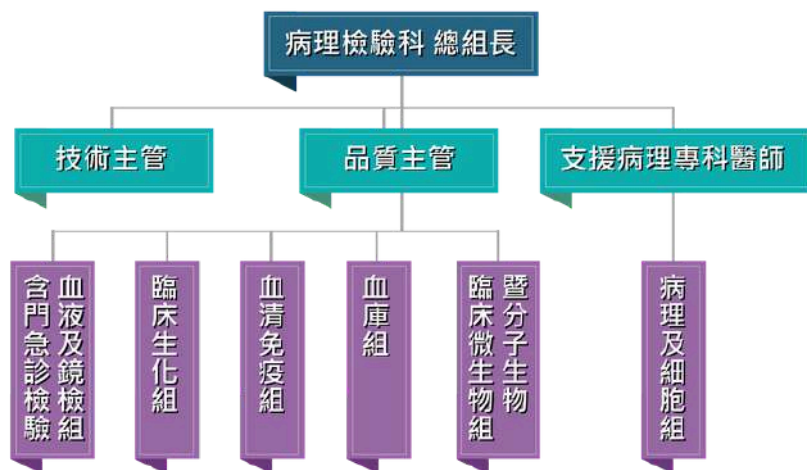 病理檢驗科 總組長
技術主管
品質主管
支援病理專科醫師
血液及鏡檢組
含門急診檢驗
臨床生化組
血清免疫組
血庫組
暨分子生物
臨床微生物組
病理及細胞組